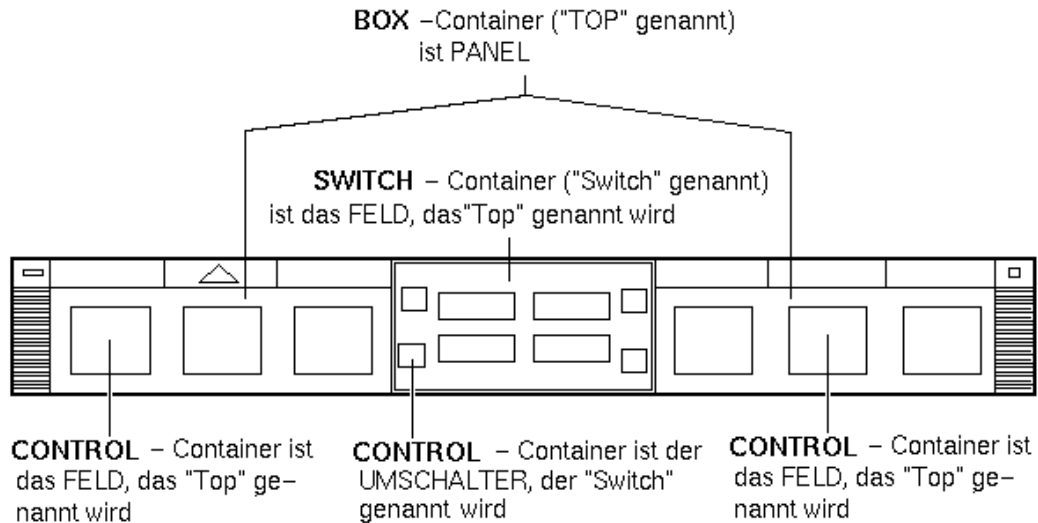 BOX –Container ("TOP" genannt)
ist PANEL
SWITCH – Container ("Switch" genannt)
ist das FELD, das"Top" genannt wird
CONTROL – Container ist
das FELD, das "Top" ge–
nannt wird
CONTROL – Container ist der
UMSCHALTER, der "Switch"
genannt wird
CONTROL – Container ist
das FELD, das "Top" ge–
nannt wird